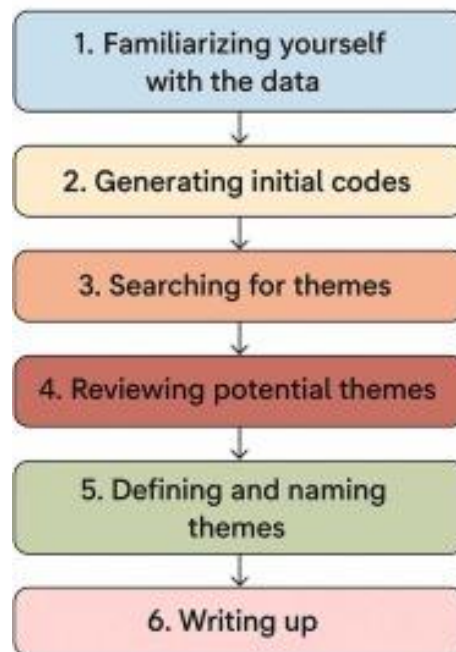 1. Familiarizing yourself
with the data
2. Generating initial codes
3. Searching for themes
4. Reviewing potential themes
5. Defining and naming
themes
6. Writing up